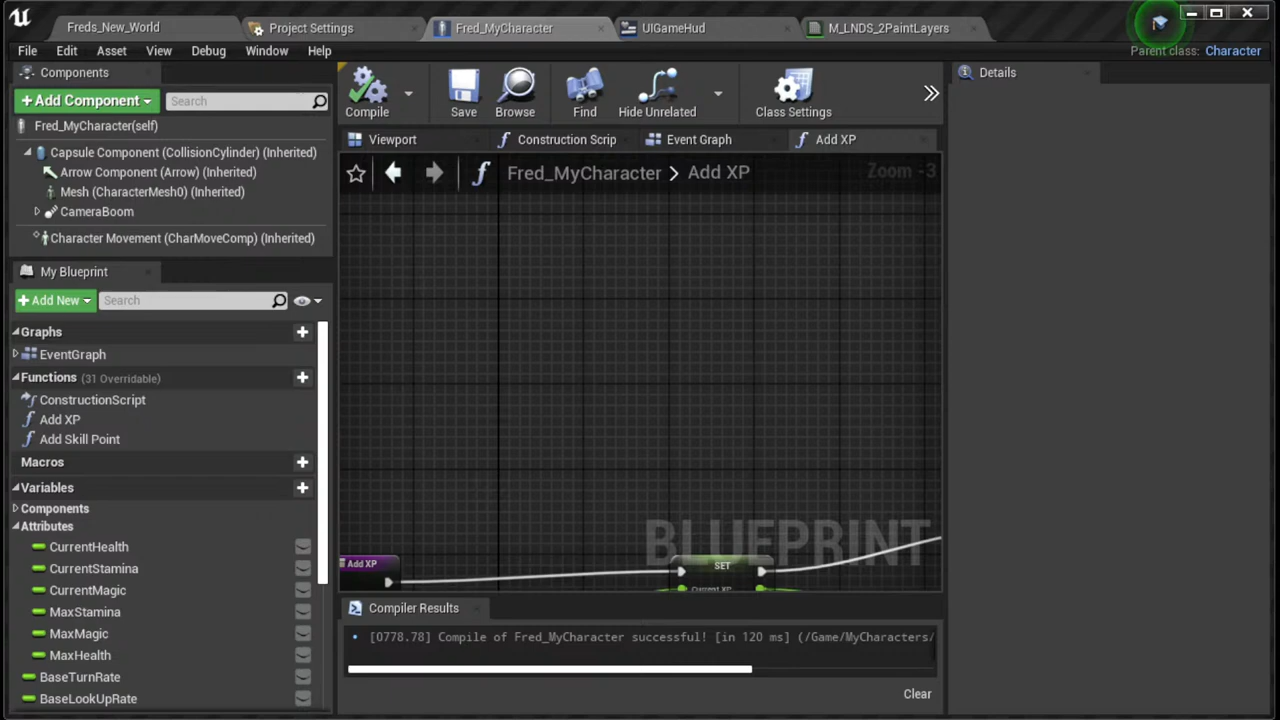 Freds_New_World
Project Settings
Fred_MyCharacter
UIGameHud
M_LNDS_2PaintLayers
File Edit Asset View Debug Window Help
Parent class: Character
Components
+ Add Component
Search
Fred_MyCharacter(self)
Capsule Component (CollisionCylinder) (Inherited)
Arrow Component (Arrow) (Inherited)
Mesh (CharacterMesh0) (Inherited)
CameraBoom
Character Movement (CharMoveComp) (Inherited)
My Blueprint
+ Add New
Search
Graphs
EventGraph
Functions (31 Overridable)
ConstructionScript
Add XP
Add Skill Point
Macros
Variables
Components
Attributes
CurrentHealth
CurrentStamina
CurrentMagic
MaxStamina
MaxMagic
MaxHealth
BaseTurnRate
BaseLookUpRate
Compile
Save
Browse
Find
Hide Unrelated
Class Settings
Viewport
Construction Scrip
Event Graph
Add XP
Fred_MyCharacter > Add XP
Zoom -3
BLUEPRINT
Add XP
SET
Current XP
Compiler Results
[0778.78] Compile of Fred_MyCharacter successful! [in 120 ms] (/Game/MyCharacters/
Clear
Details